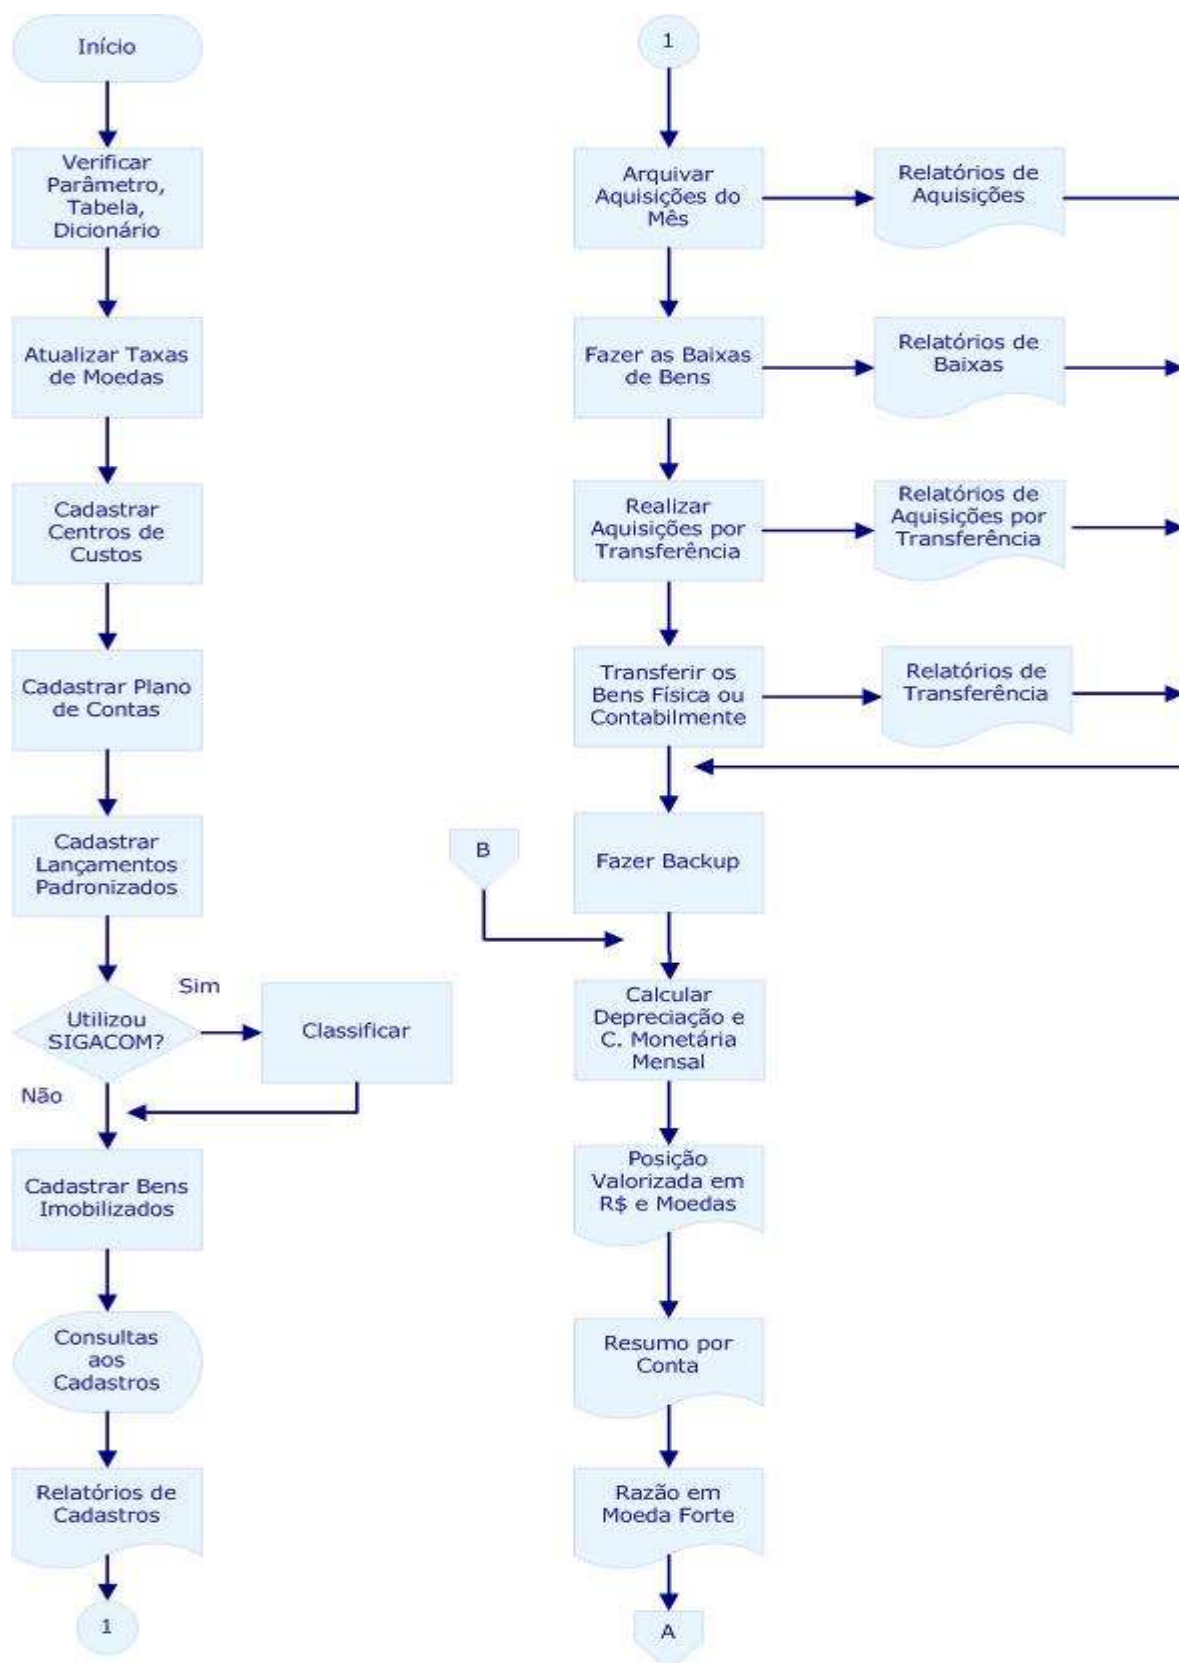 Início
Verificar
Parâmetro,
Tabela,
Dicionário
Atualizar Taxas
de Moedas
Cadastrar
Centros de
Custos
Cadastrar Plano
de Contas
Cadastrar
Lançamentos
Padronizados
Utilizou
SIGACOM?
Sim
Classificar
Não
Cadastrar Bens
Imobilizados
Consultas
aos
Cadastros
Relatórios de
Cadastros
1
1
Arquivar
Aquisições do
Mês
Relatórios de
Aquisições
Fazer as Baixas
de Bens
Relatórios de
Baixas
Realizar
Aquisições por
Transferência
Relatórios de
Aquisições por
Transferência
Transferir os
Bens Física ou
Contabilmente
Relatórios de
Transferência
B
Fazer Backup
Calcular
Depreciação e
C. Monetária
Mensal
Posição
Valorizada em
R$ e Moedas
Resumo por
Conta
Razão em
Moeda Forte
A